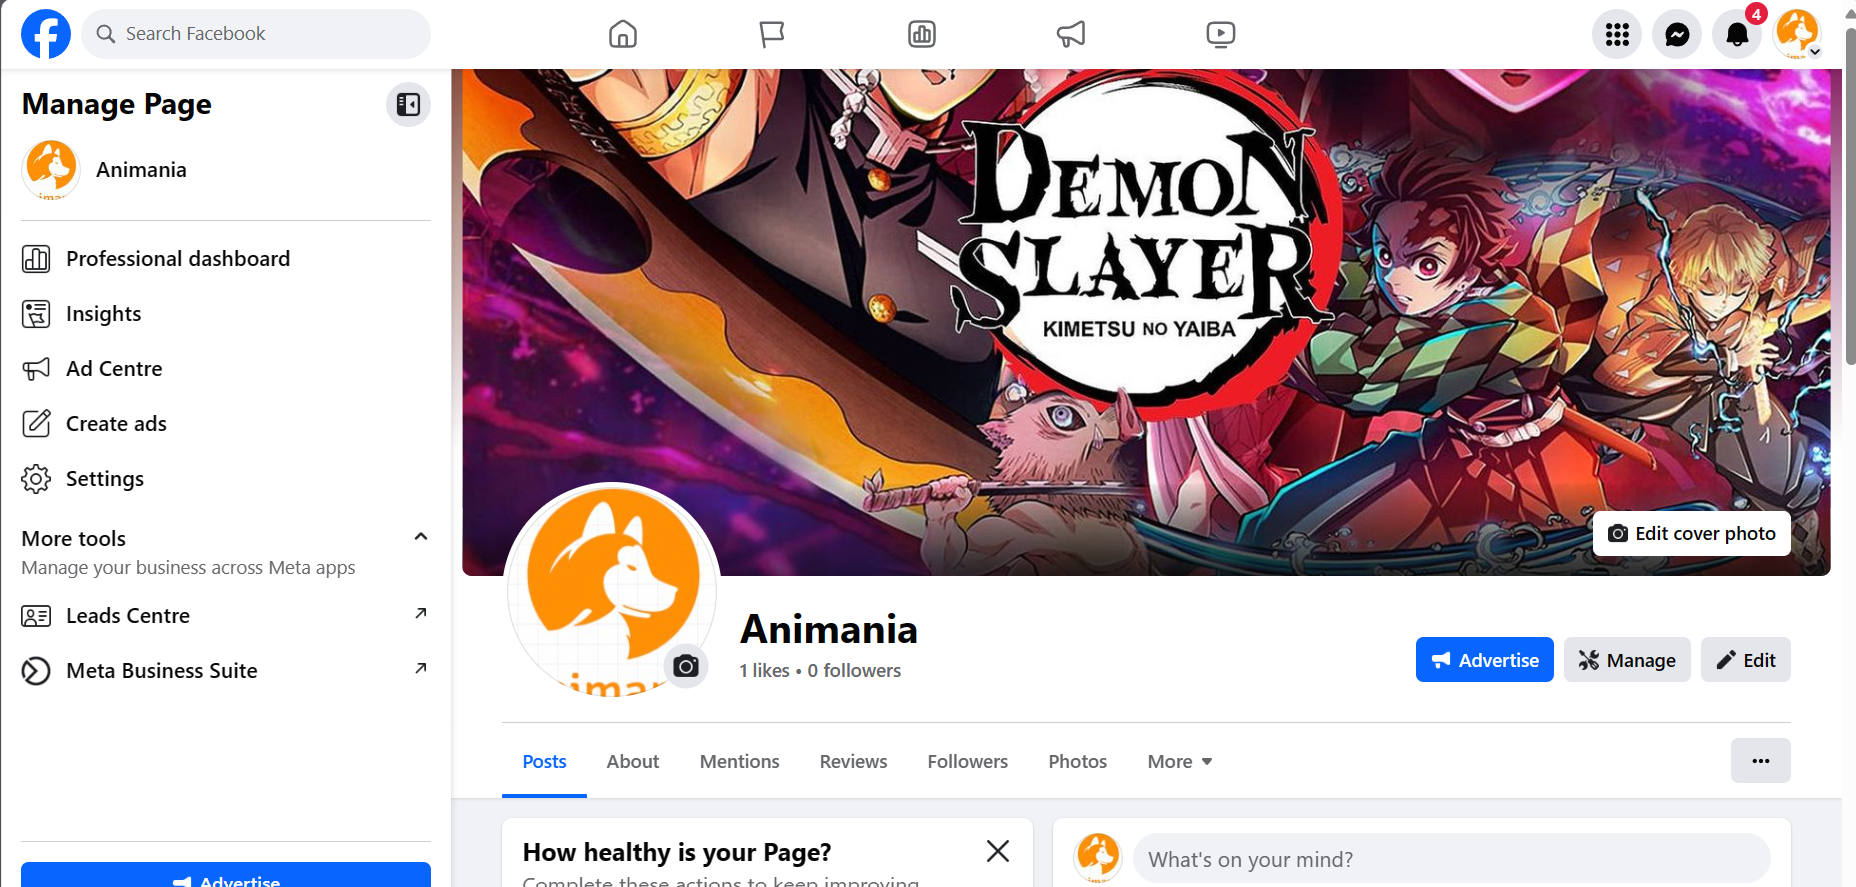 Search Facebook
4
Manage Page
Animania
Professional dashboard
Insights
Ad Centre
Create ads
Settings
More tools
Manage your business across Meta apps
Leads Centre
Meta Business Suite
Advertise
DEMON
SLAYER
KIMETSU NO YAIBA
Edit cover photo
Animania
1 likes • 0 followers
Advertise
Manage
Edit
Posts
About
Mentions
Reviews
Followers
Photos
More
How healthy is your Page?
Complete these actions to keep improving
What's on your mind?